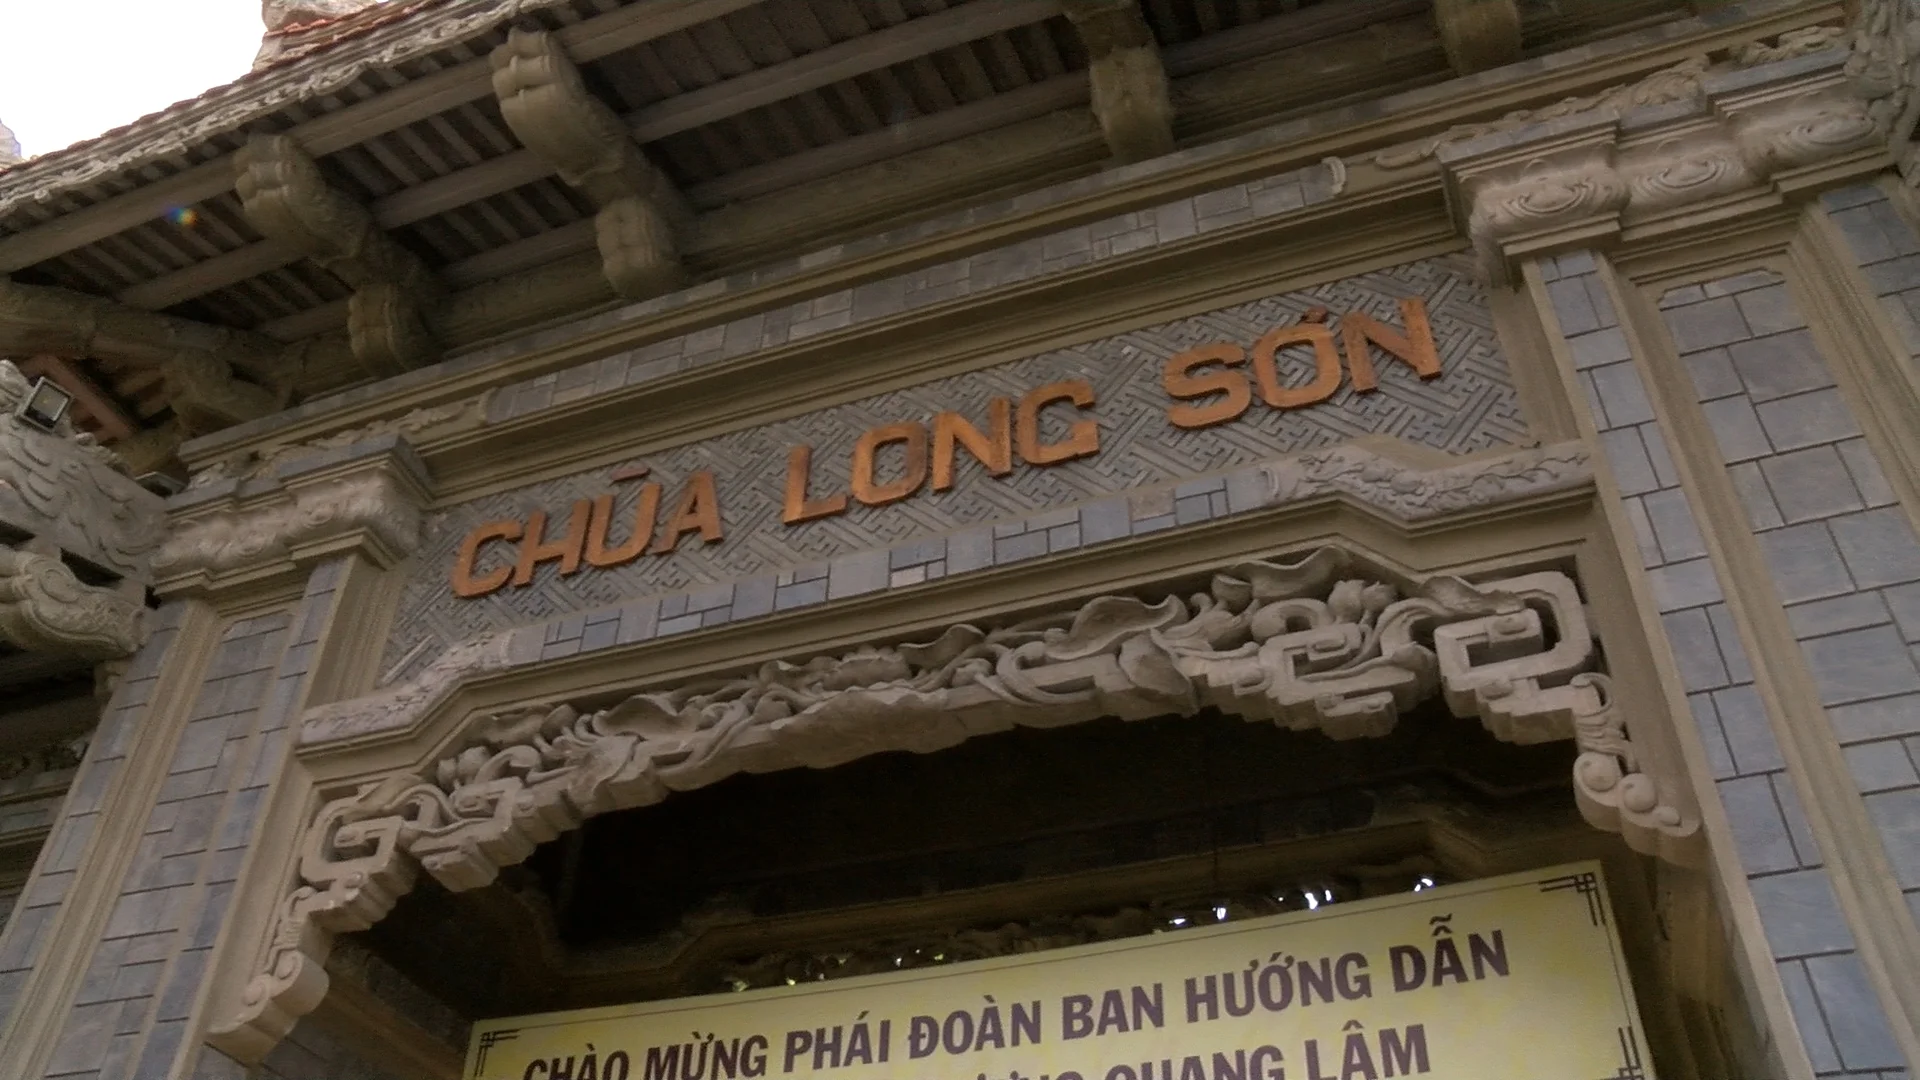 CHÙA LONG SƠN
CHÀO MỪNG PHÁI ĐOÀN BAN HƯỚNG DẪN
QUANG LÂM